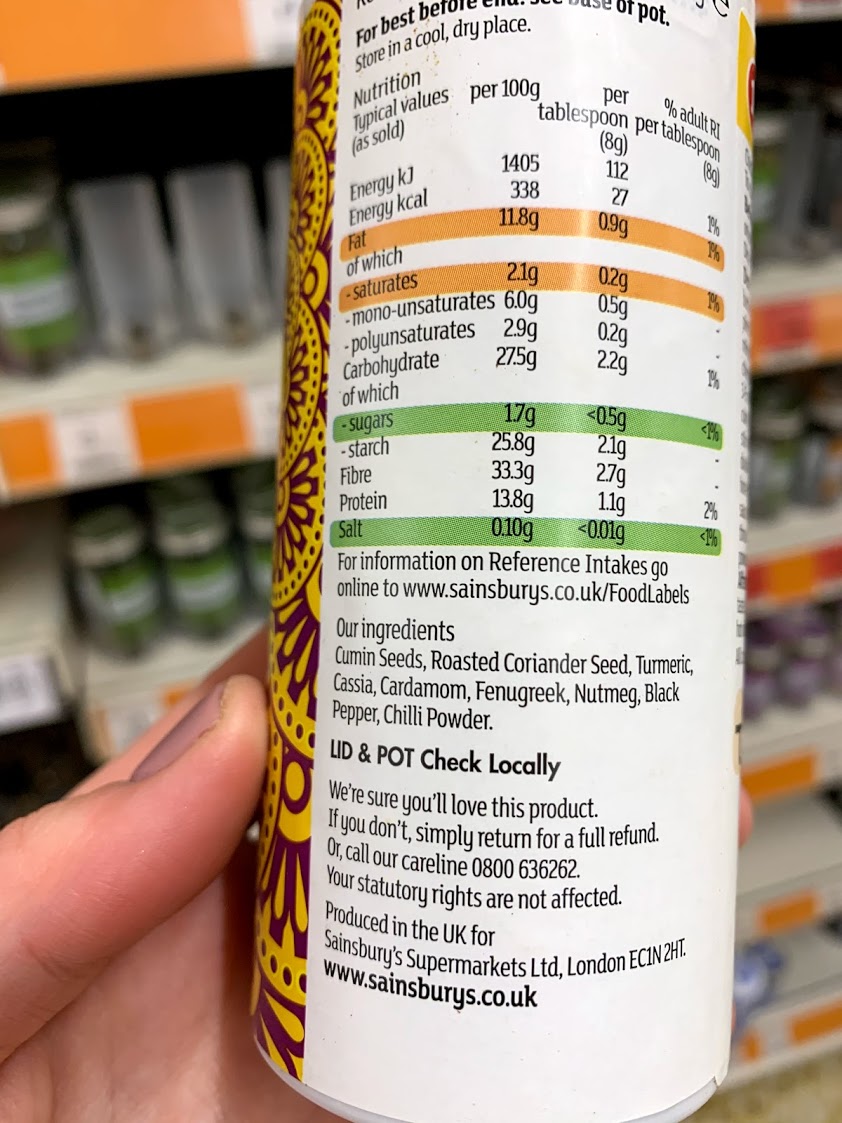 For best before end: see base of pot.
Store in a cool, dry place.
Nutrition
Typical values per 100g per % adult RI
(as sold) tablespoon per tablespoon
(8g) (8g)
Energy kJ 1405 112
Energy kcal 338 27 1%
Fat 11.8g 0.9g 1%
of which
- saturates 2.1g 0.2g 1%
- mono-unsaturates 6.0g 0.5g -
- polyunsaturates 2.9g 0.2g -
Carbohydrate 27.5g 2.2g 1%
of which
- sugars 1.7g <0.5g <1%
- starch 25.8g 2.1g -
Fibre 33.3g 2.7g -
Protein 13.8g 1.1g 2%
Salt 0.10g <0.01g <1%
For information on Reference Intakes go
online to www.sainsburys.co.uk/FoodLabels
Our ingredients
Cumin Seeds, Roasted Coriander Seed, Turmeric,
Cassia, Cardamom, Fenugreek, Nutmeg, Black
Pepper, Chilli Powder.
LID & POT Check Locally
We're sure you'll love this product.
If you don't, simply return for a full refund.
Or, call our careline 0800 636262.
Your statutory rights are not affected.
Produced in the UK for
Sainsbury's Supermarkets Ltd, London EC1N 2HT.
www.sainsburys.co.uk